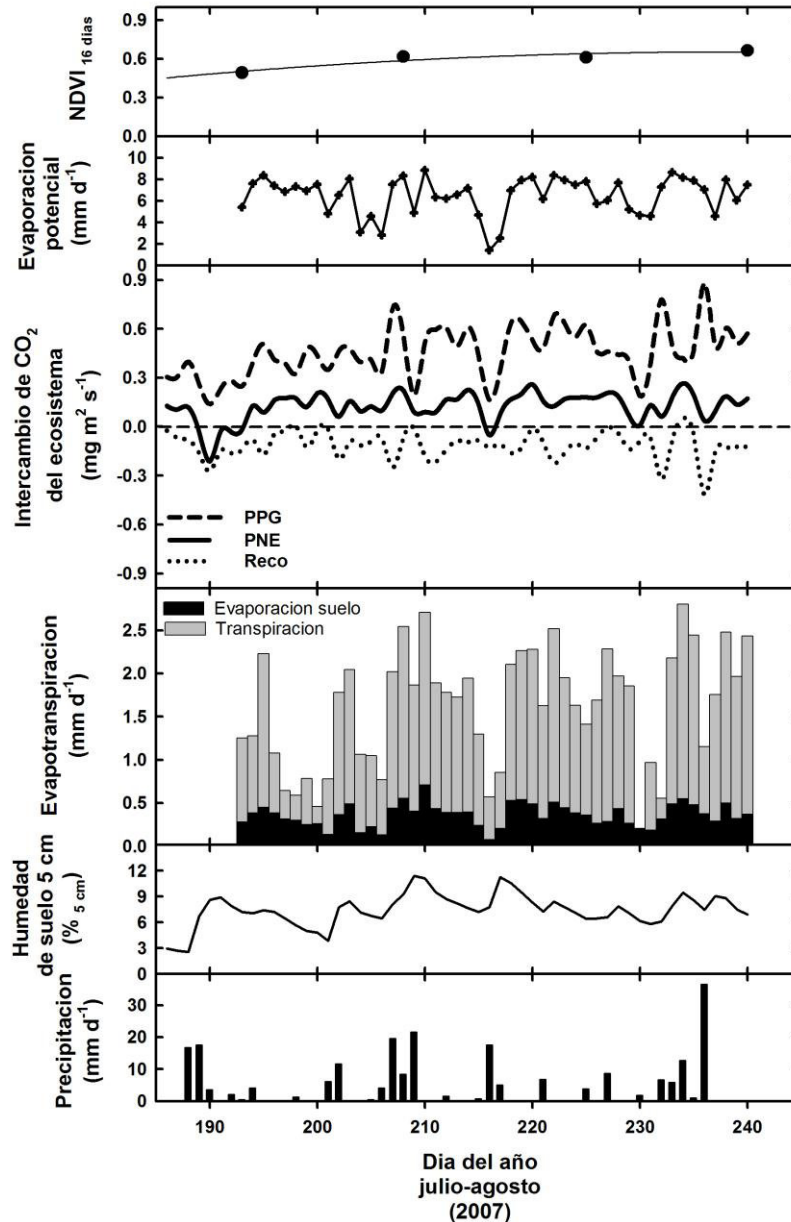 NDVI 16 dias
0.9
0.6
0.3
0.0
Evaporacion
potencial
(mm d⁻¹)
10
8
6
4
2
0
Intercambio de CO₂
del ecosistema
(mg m² s⁻¹)
0.9
0.6
0.3
0.0
-0.3
-0.6
-0.9
PPG
PNE
Reco
Evapotranspiracion
(mm d⁻¹)
2.5
2.0
1.5
1.0
0.5
0.0
Evaporacion suelo
Transpiracion
Humedad
de suelo 5 cm
(% 5 cm)
12
9
6
3
0
Precipitacion
(mm d⁻¹)
30
20
10
0
190 200 210 220 230 240
Dia del año
julio-agosto
(2007)